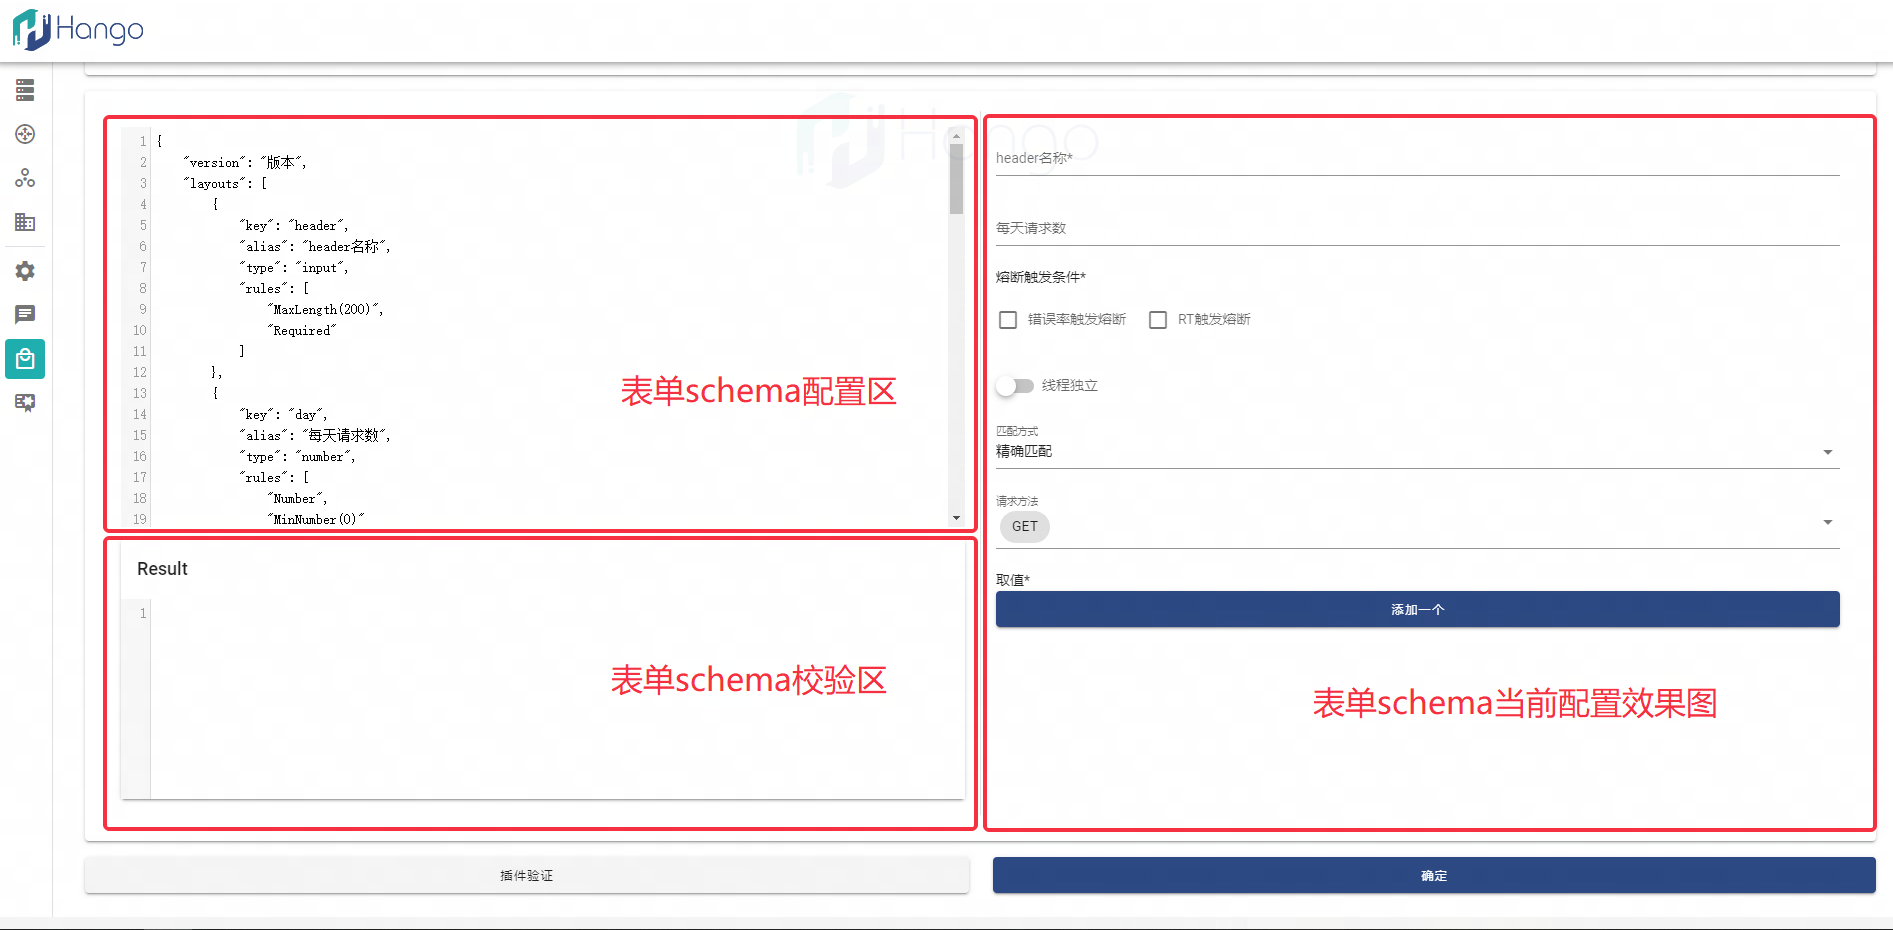 Hango
Hango
1 {
2 "version": "版本",
3 "layouts": [
4 {
5 "key": "header",
6 "alias": "header名称",
7 "type": "input",
8 "rules": [
9 "MaxLength(200)",
10 "Required"
11 ]
12 },
13 {
14 "key": "day",
15 "alias": "每天请求数",
16 "type": "number",
17 "rules": [
18 "Number",
19 "MinNumber(0)"
表单schema配置区
Result
1
表单schema校验区
header名称*
每天请求数
熔断触发条件*
错误率触发熔断 RT触发熔断
线程独立
匹配方式
精确匹配
请求方法
GET
取值*
添加一个
表单schema当前配置效果图
插件验证
确定